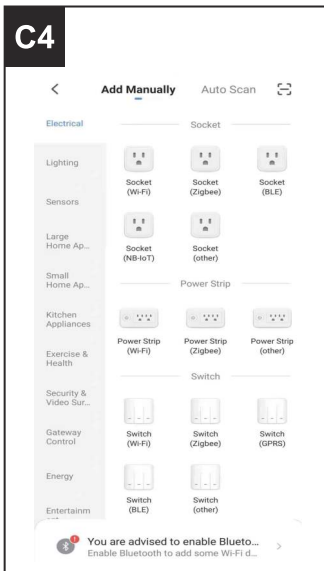 C4
Add Manually
Auto Scan
Electrical
Lighting
Sensors
Large
Home Ap...
Small
Home Ap...
Kitchen
Appliances
Exercise &
Health
Security &
Video Sur...
Gateway
Control
Energy
Entertainm
Socket
Socket
(Wi-Fi)
Socket
(Zigbee)
Socket
(BLE)
Socket
(NB-IoT)
Socket
(other)
Power Strip
Power Strip
(Wi-Fi)
Power Strip
(Zigbee)
Power Strip
(other)
Switch
Switch
(Wi-Fi)
Switch
(Zigbee)
Switch
(GPRS)
Switch
(BLE)
Switch
(other)
You are advised to enable Blueto...
Enable Bluetooth to add some Wi-Fi d...